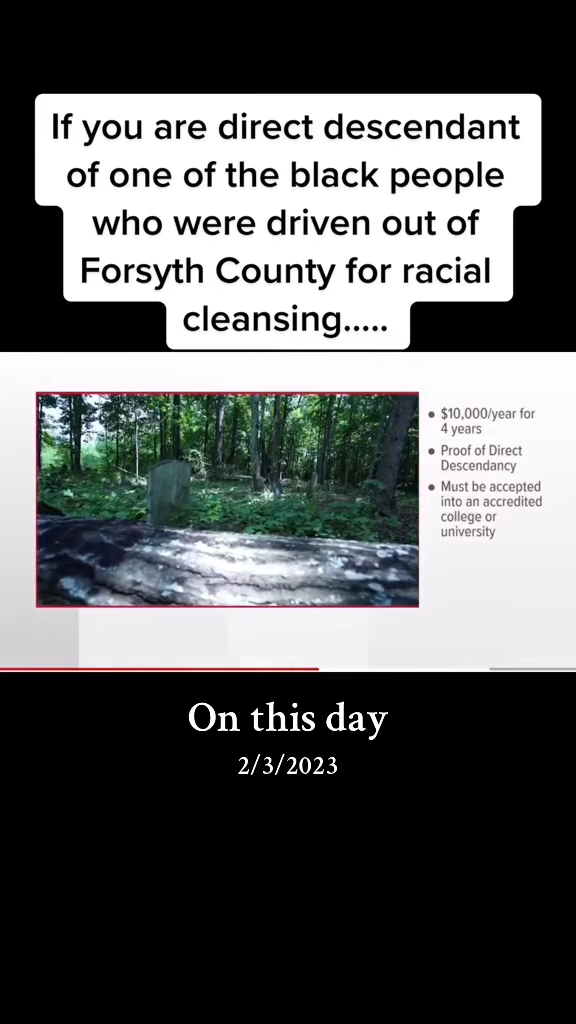 If you are direct descendant
of one of the black people
who were driven out of
Forsyth County for racial
cleansing.....
• $10,000/year for
4 years
• Proof of Direct
Descendancy
• Must be accepted
into an accredited
college or
university
On this day
2/3/2023